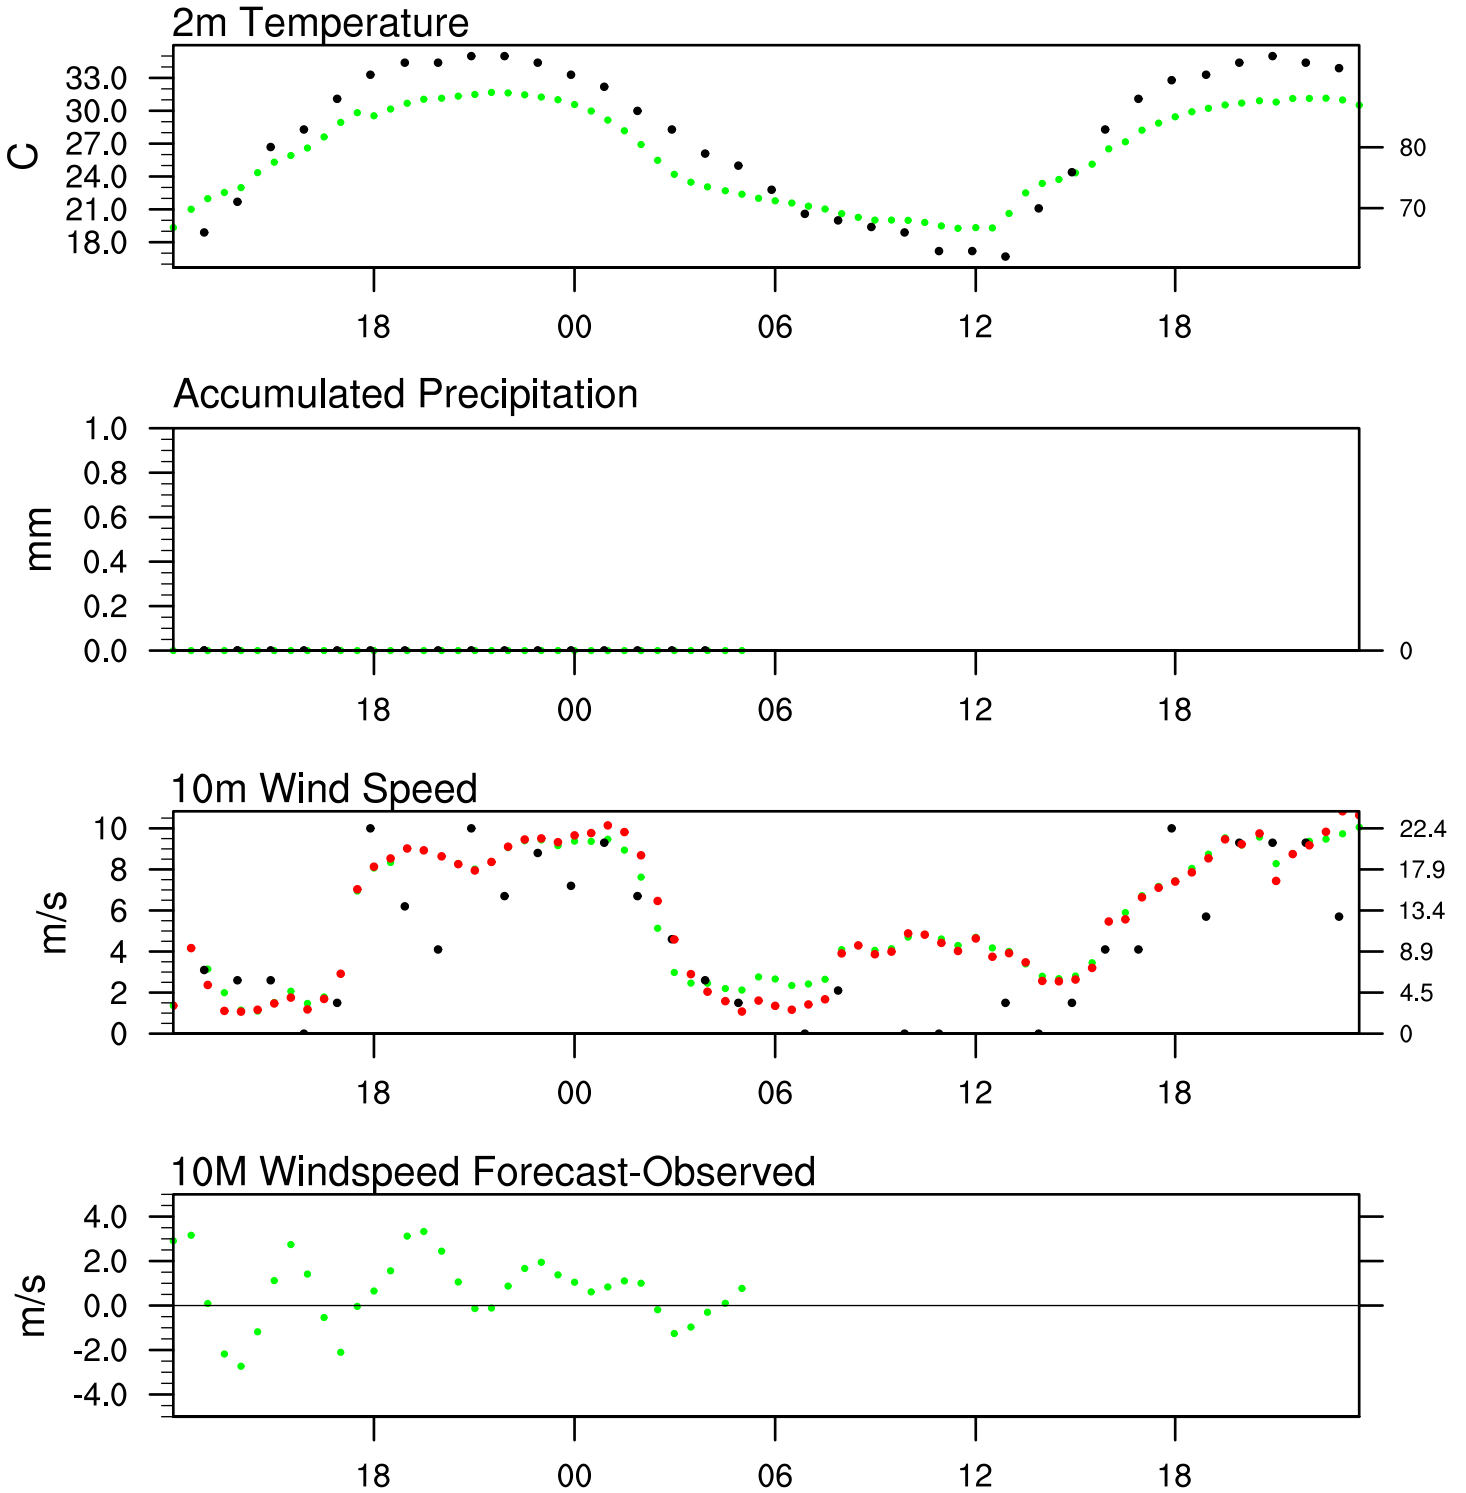 2m Temperature
33.0
30.0
27.0
24.0
21.0
18.0
C
80
70
18 00 06 12 18
Accumulated Precipitation
1.0
0.8
0.6
0.4
0.2
0.0
mm
0
18 00 06 12 18
10m Wind Speed
10
8
6
4
2
0
m/s
22.4
17.9
13.4
8.9
4.5
0
18 00 06 12 18
10M Windspeed Forecast-Observed
4.0
2.0
0.0
-2.0
-4.0
m/s
18 00 06 12 18